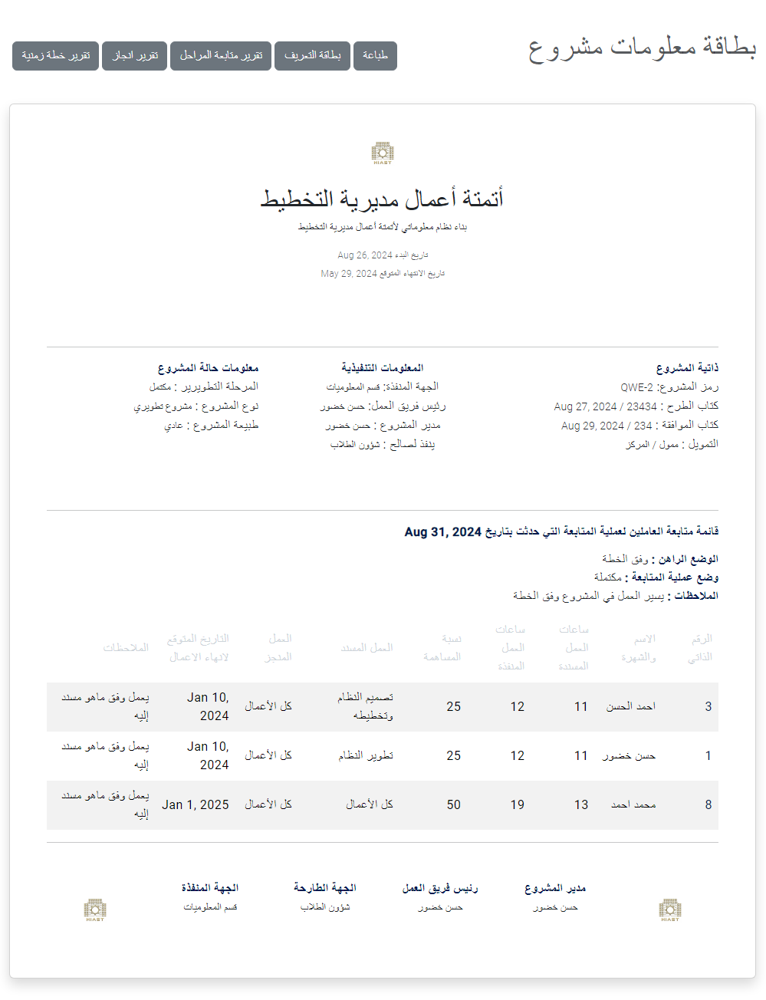 بطاقة معلومات مشروع
طباعة
بطاقة التعريف
تقرير متابعة المراحل
تقرير انجاز
تقرير خطة زمنية
HIAST
أتمتة أعمال مديرية التخطيط
بناء نظام معلوماتي لأتمتة أعمال مديرية التخطيط
تاريخ البدء Aug 26, 2024
تاريخ الانتهاء المتوقع May 29, 2024
ذاتية المشروع
رمز المشروع: QWE-2
كتاب الطرح : 23434 / Aug 27, 2024
كتاب الموافقة : 234 / Aug 29, 2024
التمويل : ممول / المركز
المعلومات التنفيذية
الجهة المنفذة: قسم المعلوميات
رئيس فريق العمل: حسن خضور
مدير المشروع : حسن خضور
ينفذ لصالح : شؤون الطلاب
معلومات حالة المشروع
المرحلة التطويرير : مكتمل
نوع المشروع : مشروع تطويري
طبيعة المشروع : عادي
قائمة متابعة العاملين لعملية المتابعة التي حدثت بتاريخ Aug 31, 2024
الوضع الراهن : وفق الخطة
وضع عملية المتابعة : مكتملة
الملاحظات : يسير العمل في المشروع وفق الخطة
الرقم الذاتي	الاسم والشهرة	ساعات العمل المسندة	ساعات العمل المنفذة	نسبة المساهمة	العمل المسند	العمل المنجز	التاريخ المتوقع لانهاء الاعمال	الملاحظات
3	احمد الحسن	11	12	25	تصميم النظام وتخطيطه	كل الأعمال	Jan 10, 2024	يعمل وفق ماهو مسند إليه
1	حسن خضور	11	12	25	تطوير النظام	كل الأعمال	Jan 10, 2024	يعمل وفق ماهو مسند إليه
8	محمد احمد	13	19	50	كل الأعمال	كل الأعمال	Jan 1, 2025	يعمل وفق ماهو مسند إليه
HIAST
مدير المشروع
حسن خضور
رئيس فريق العمل
حسن خضور
الجهة الطارحة
شؤون الطلاب
الجهة المنفذة
قسم المعلوميات
HIAST